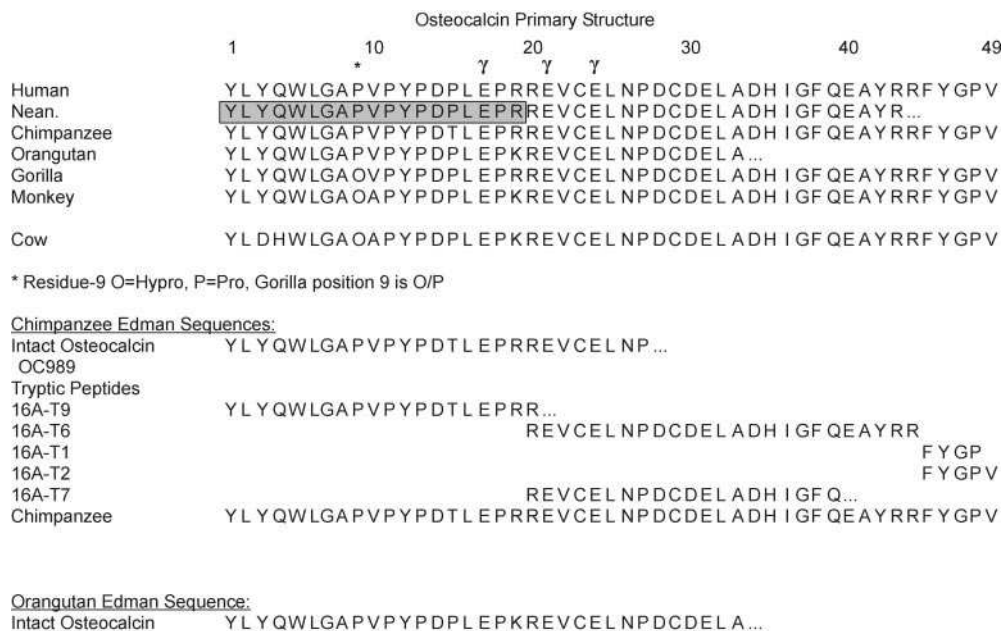 Osteocalcin Primary Structure
1 10 20 30 40 49
* γ γ γ
Human YLYQWLGAPVPYPDPLEPRREVCELNPDCDELADHIGFQEAYRRFYGPV
Nean. YLYQWLGAPVPYPDPLEPRREVCELNPDCDELADHIGFQEAYR...
Chimpanzee YLYQWLGAPVPYPDTLEPRREVCELNPDCDELADHIGFQEAYRRFYGPV
Orangutan YLYQWLGAPVPYPDPLEPKREVCELNPDCDELA...
Gorilla YLYQWLGAOVPYPDPLEPRREVCELNPDCDELADHIGFQEAYRRFYGPV
Monkey YLYQWLGAOAPYPDPLEPKREVCELNPDCDELADHIGFQEAYRRFYGPV
Cow YLDHWLGAOAPYPDPLEPKREVCELNPDCDELADHIGFQEAYRRFYGPV
* Residue-9 O=Hypro, P=Pro, Gorilla position 9 is O/P
Chimpanzee Edman Sequences:
Intact Osteocalcin YLYQWLGAPVPYPDTLEPRREVCELNP...
OC989
Tryptic Peptides
16A-T9 YLYQWLGAPVPYPDTLEPRR...
16A-T6 REVCELNPDCDELADHIGFQEAYRR
16A-T1 FYGP
16A-T2 FYGPV
16A-T7 REVCELNPDCDELADHIGFQ...
Chimpanzee YLYQWLGAPVPYPDTLEPRREVCELNPDCDELADHIGFQEAYRRFYGPV
Orangutan Edman Sequence:
Intact Osteocalcin YLYQWLGAPVPYPDPLEPKREVCELNPDCDELA...